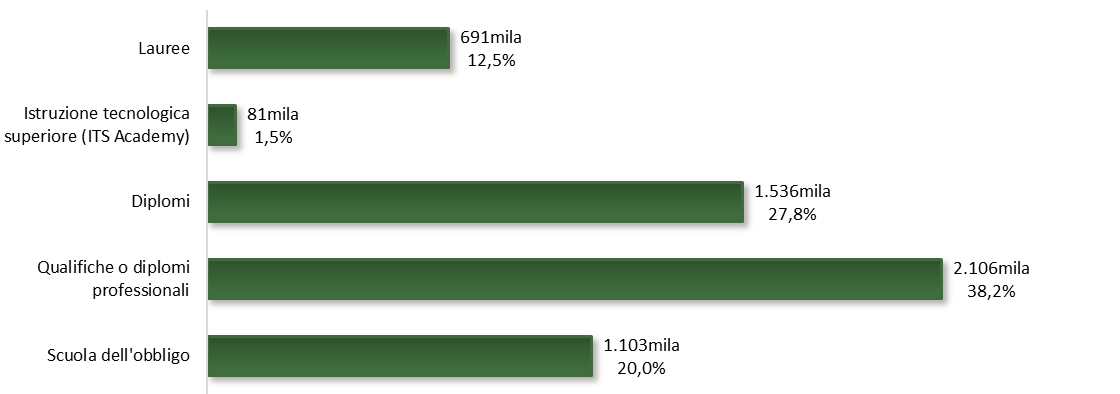 Lauree
691mila
12,5%
Istruzione tecnologica
superiore (ITS Academy)
81mila
1,5%
Diplomi
1.536mila
27,8%
Qualifiche o diplomi
professionali
2.106mila
38,2%
Scuola dell'obbligo
1.103mila
20,0%